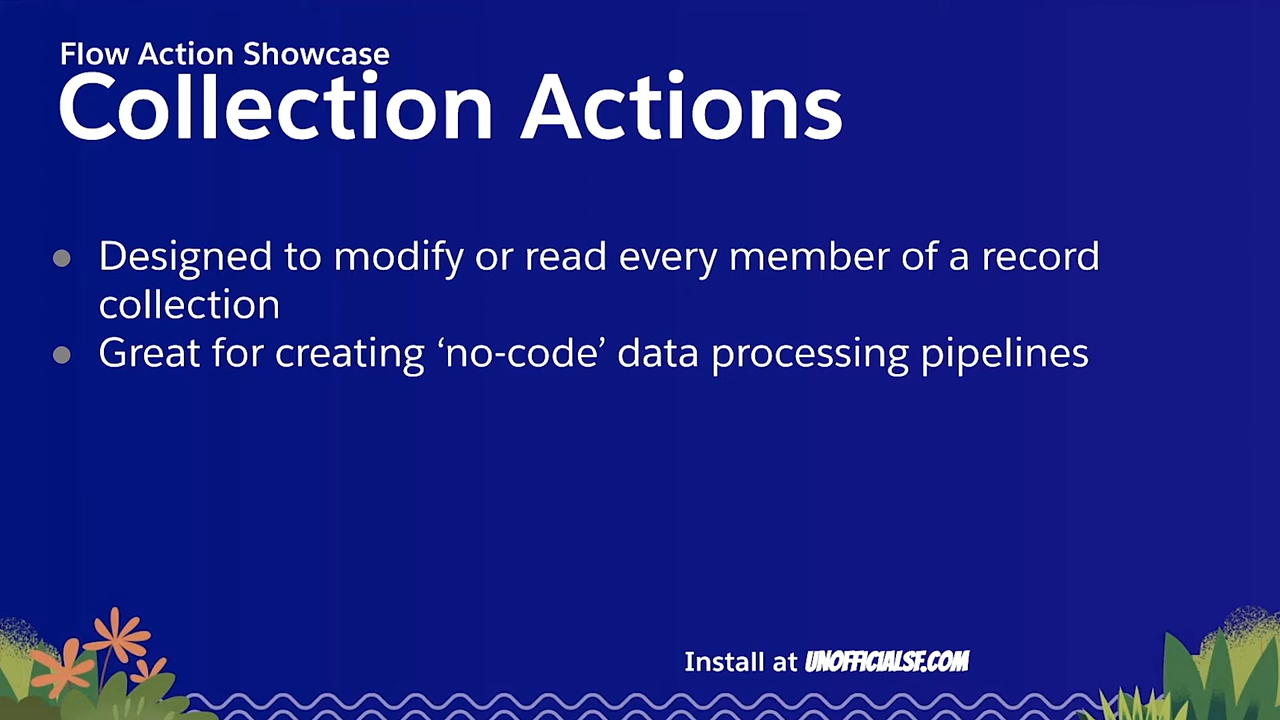 Flow Action Showcase
Collection Actions
● Designed to modify or read every member of a record
collection
● Great for creating ‘no-code’ data processing pipelines
Install at UNOFFICIALSF.COM